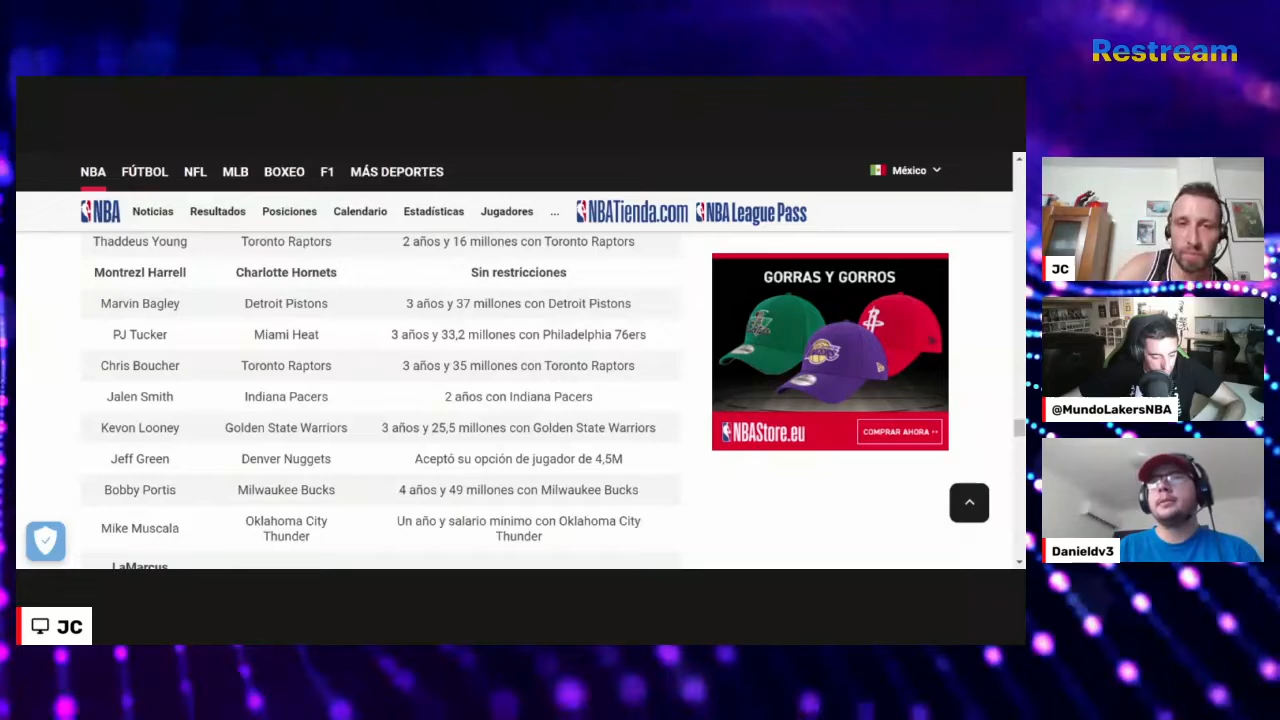 Restream
NBA FÚTBOL NFL MLB BOXEO F1 MÁS DEPORTES México
NBA Noticias Resultados Posiciones Calendario Estadísticas Jugadores ... NBATienda.com NBA League Pass
Thaddeus Young Toronto Raptors 2 años y 16 millones con Toronto Raptors
Montrezl Harrell Charlotte Hornets Sin restricciones
Marvin Bagley Detroit Pistons 3 años y 37 millones con Detroit Pistons
PJ Tucker Miami Heat 3 años y 33,2 millones con Philadelphia 76ers
Chris Boucher Toronto Raptors 3 años y 35 millones con Toronto Raptors
Jalen Smith Indiana Pacers 2 años con Indiana Pacers
Kevon Looney Golden State Warriors 3 años y 25,5 millones con Golden State Warriors
Jeff Green Denver Nuggets Aceptó su opción de jugador de 4,5M
Bobby Portis Milwaukee Bucks 4 años y 49 millones con Milwaukee Bucks
Mike Muscala Oklahoma City Thunder Un año y salario mínimo con Oklahoma City Thunder
LaMarcus
GORRAS Y GORROS
LAKERS
NBAStore.eu COMPRAR AHORA ››
JC
@MundoLakersNBA
Danieldv3
JC